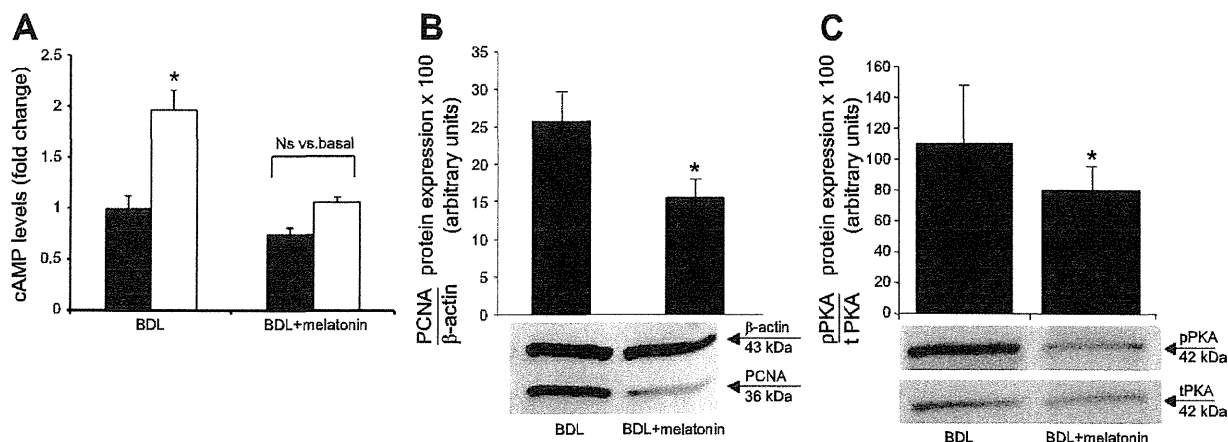 A
cAMP levels (fold change)
2.5
2
1.5
1
0.5
0
*
Ns vs.basal
BDL
BDL+melatonin
B
PCNA
β-actin
protein expression x 100
(arbitrary units)
35
30
25
20
15
10
5
0
*
β-actin
43 kDa
PCNA
36 kDa
BDL
BDL+melatonin
C
pPKA
tPKA
protein expression x 100
(arbitrary units)
160
140
120
100
80
60
40
20
0
*
pPKA
42 kDa
tPKA
42 kDa
BDL
BDL+melatonin